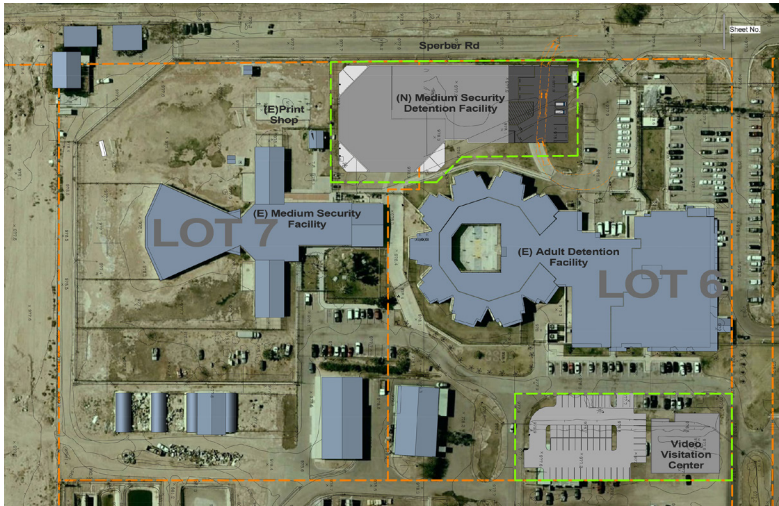 Sheet No.
Sperber Rd
(E)Print
Shop
(N) Medium Security
Detention Facility
(E) Medium Security
Facility
LOT 7
(E) Adult Detention
Facility
LOT 6
Video
Visitation
Center